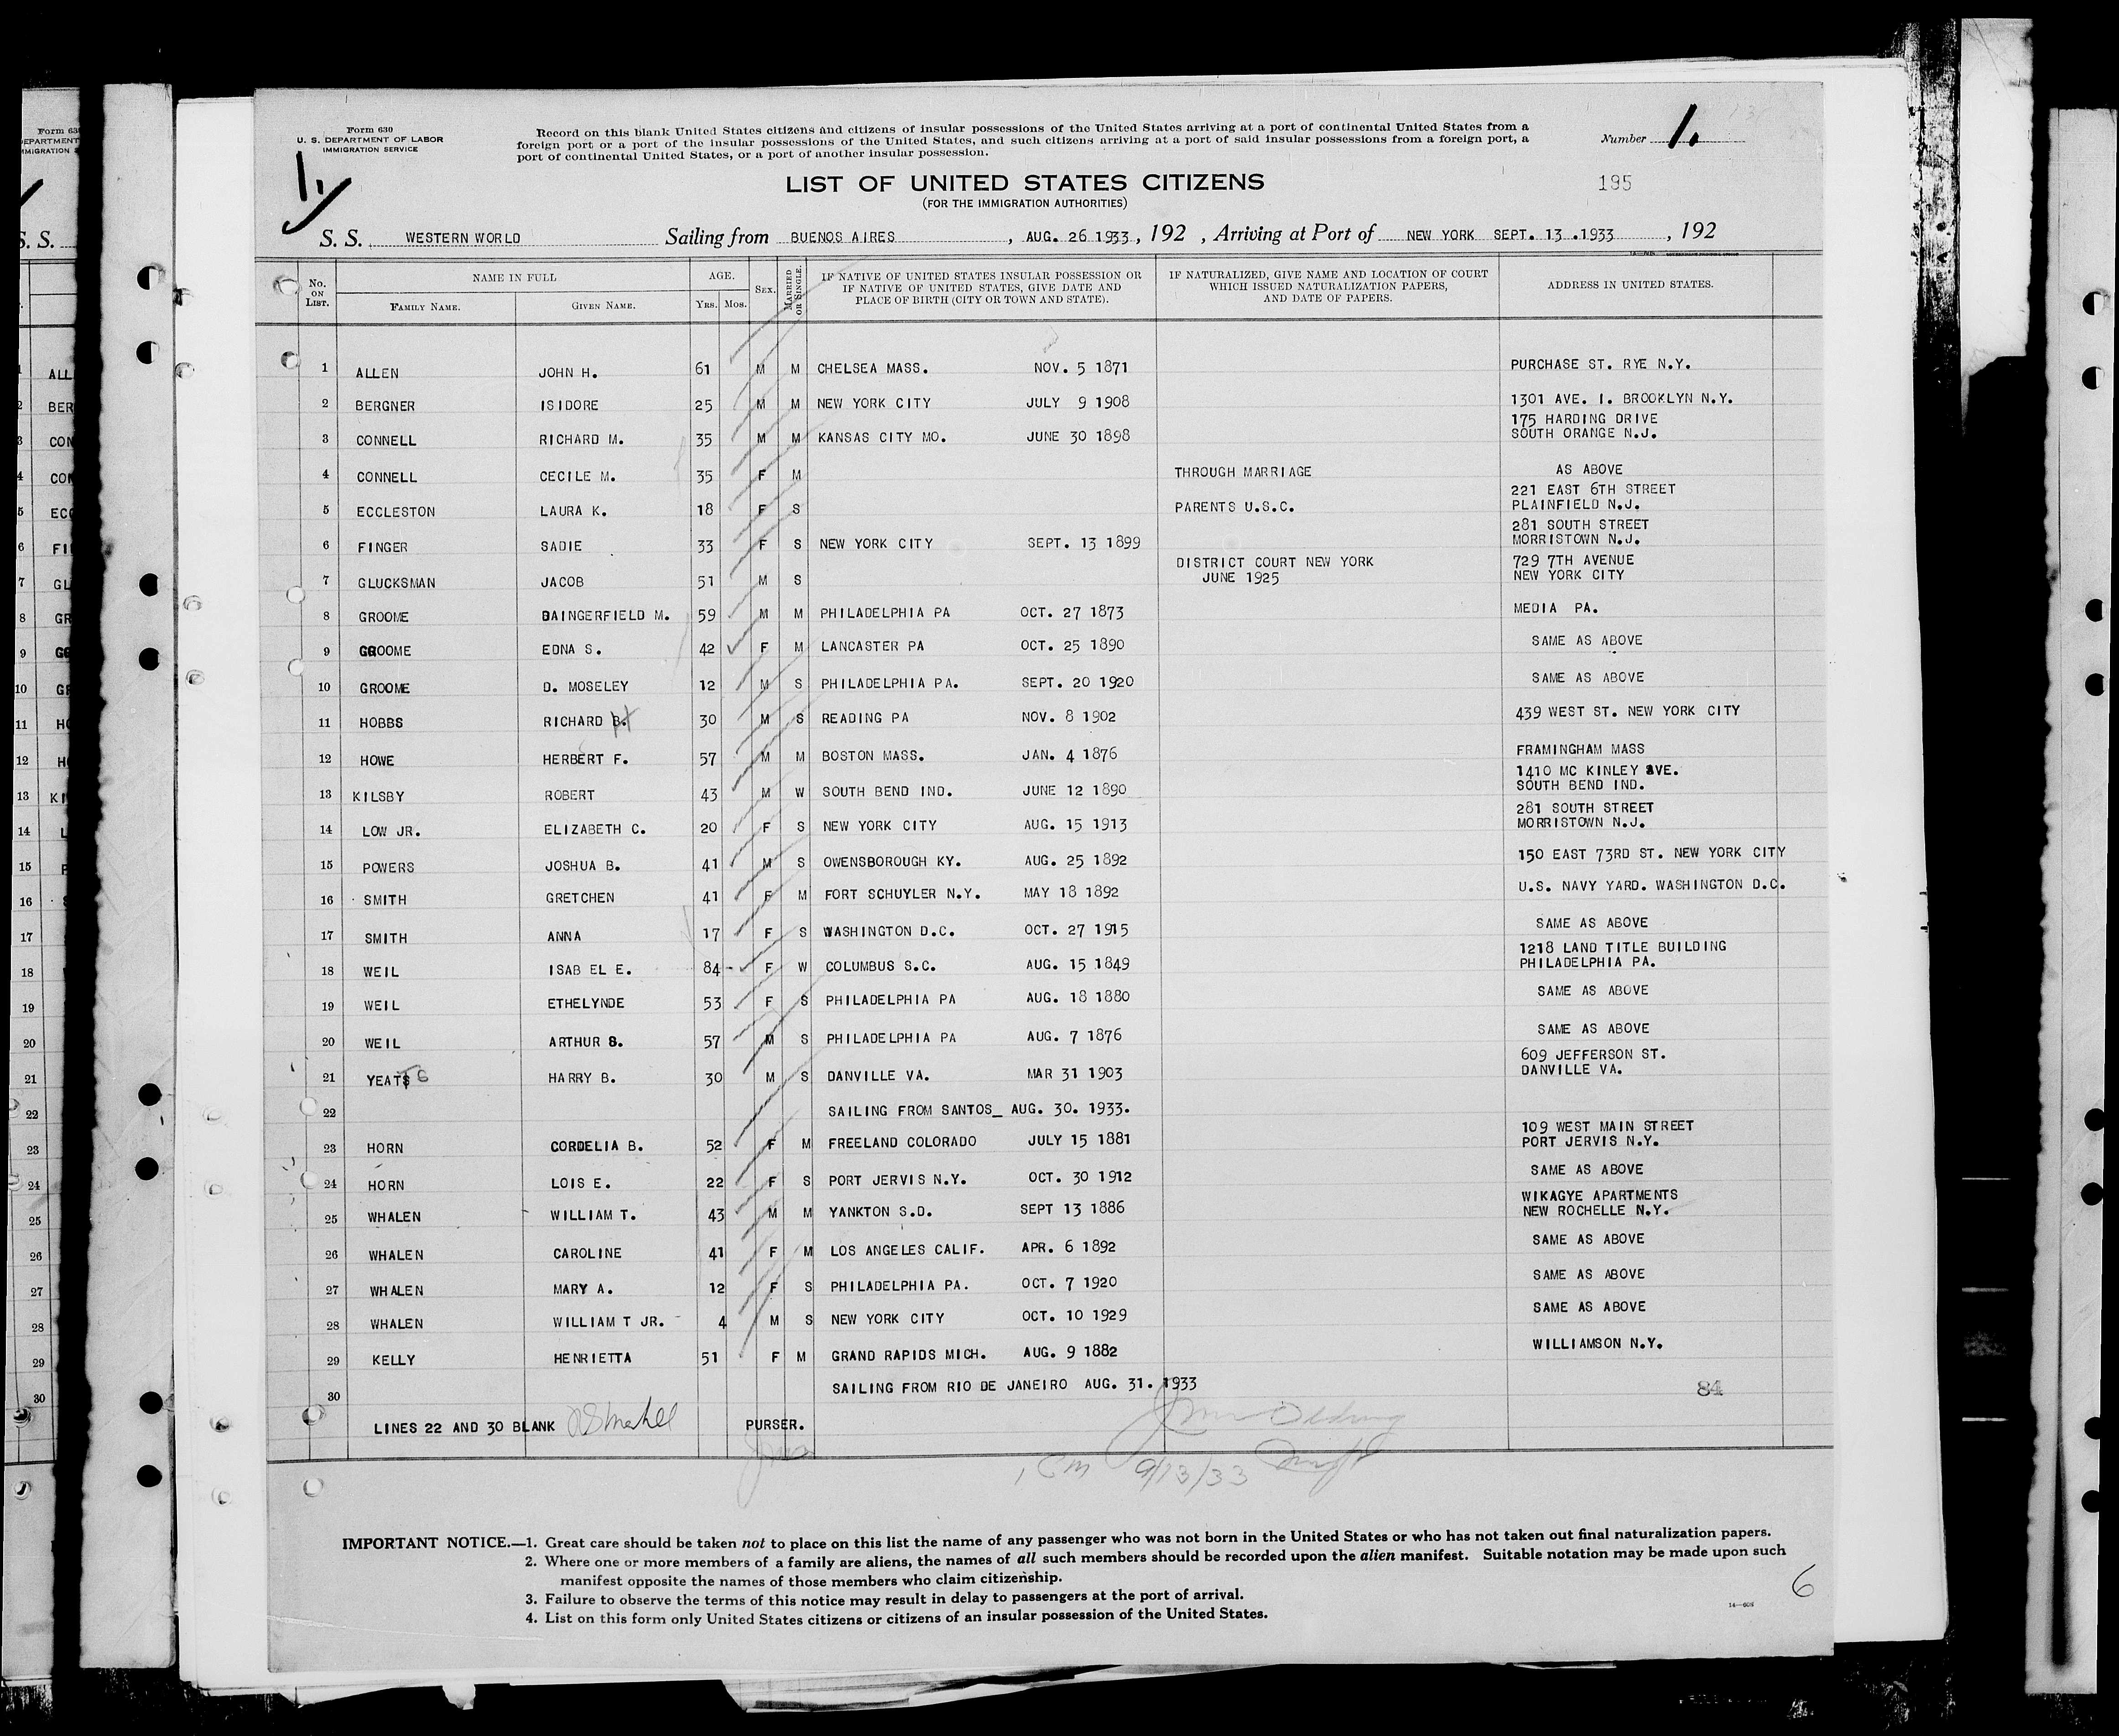 Form 630
U. S. DEPARTMENT OF LABOR
IMMIGRATION SERVICE
Record on this blank United States citizens and citizens of insular possessions of the United States arriving at a port of continental United States from a
foreign port or a port of the insular possessions of the United States, and such citizens arriving at a port of said insular possessions from a foreign port, a
port of continental United States, or a port of another insular possession.
Number 1.
1.
LIST OF UNITED STATES CITIZENS
(FOR THE IMMIGRATION AUTHORITIES)
195
S. S. WESTERN WORLD Sailing from BUENOS AIRES , AUG. 26 1933 , 192 , Arriving at Port of NEW YORK SEPT. 13 .1933 , 192
No. ON LIST. NAME IN FULL FAMILY NAME. GIVEN NAME. AGE. YRS. MOS. SEX. MARRIED OR SINGLE. IF NATIVE OF UNITED STATES INSULAR POSSESSION OR IF NATIVE OF UNITED STATES, GIVE DATE AND PLACE OF BIRTH (CITY OR TOWN AND STATE). IF NATURALIZED, GIVE NAME AND LOCATION OF COURT WHICH ISSUED NATURALIZATION PAPERS, AND DATE OF PAPERS. ADDRESS IN UNITED STATES.
1 ALLEN JOHN H. 61 M M CHELSEA MASS. NOV. 5 1871 PURCHASE ST. RYE N.Y.
2 BERGNER ISIDORE 25 M M NEW YORK CITY JULY 9 1908 1301 AVE. I. BROOKLYN N.Y.
3 CONNELL RICHARD M. 35 M M KANSAS CITY MO. JUNE 30 1898 175 HARDING DRIVE SOUTH ORANGE N.J.
4 CONNELL CECILE M. 35 F M THROUGH MARRIAGE AS ABOVE
5 ECCLESTON LAURA K. 18 F S PARENTS U.S.C. 221 EAST 6TH STREET PLAINFIELD N.J.
6 FINGER SADIE 33 F S NEW YORK CITY SEPT. 13 1899 281 SOUTH STREET MORRISTOWN N.J.
7 GLUCKSMAN JACOB 51 M S DISTRICT COURT NEW YORK JUNE 1925 729 7TH AVENUE NEW YORK CITY
8 GROOME DAINGERFIELD M. 59 M M PHILADELPHIA PA OCT. 27 1873 MEDIA PA.
9 GROOME EDNA S. 42 F M LANCASTER PA OCT. 25 1890 SAME AS ABOVE
10 GROOME D. MOSELEY 12 M S PHILADELPHIA PA. SEPT. 20 1920 SAME AS ABOVE
11 HOBBS RICHARD B. 30 M S READING PA NOV. 8 1902 439 WEST ST. NEW YORK CITY
12 HOWE HERBERT F. 57 M M BOSTON MASS. JAN. 4 1876 FRAMINGHAM MASS
13 KILSBY ROBERT 43 M W SOUTH BEND IND. JUNE 12 1890 1410 MC KINLEY AVE. SOUTH BEND IND.
14 LOW JR. ELIZABETH C. 20 F S NEW YORK CITY AUG. 15 1913 281 SOUTH STREET MORRISTOWN N.J.
15 POWERS JOSHUA B. 41 M S OWENSBOROUGH KY. AUG. 25 1892 150 EAST 73RD ST. NEW YORK CITY
16 SMITH GRETCHEN 41 F M FORT SCHUYLER N.Y. MAY 18 1892 U.S. NAVY YARD. WASHINGTON D.C.
17 SMITH ANNA 17 F S WASHINGTON D.C. OCT. 27 1915 SAME AS ABOVE
18 WEIL ISAB EL E. 84 F W COLUMBUS S.C. AUG. 15 1849 1218 LAND TITLE BUILDING PHILADELPHIA PA.
19 WEIL ETHELYNDE 53 F S PHILADELPHIA PA AUG. 18 1880 SAME AS ABOVE
20 WEIL ARTHUR S. 57 M S PHILADELPHIA PA AUG. 7 1876 SAME AS ABOVE
21 YEATS HARRY B. 30 M S DANVILLE VA. MAR 31 1903 609 JEFFERSON ST. DANVILLE VA.
22 SAILING FROM SANTOS_ AUG. 30. 1933.
23 HORN CORDELIA B. 52 F M FREELAND COLORADO JULY 15 1881 109 WEST MAIN STREET PORT JERVIS N.Y.
24 HORN LOIS E. 22 F S PORT JERVIS N.Y. OCT. 30 1912 SAME AS ABOVE
25 WHALEN WILLIAM T. 43 M M YANKTON S.D. SEPT 13 1886 WIKAGYE APARTMENTS NEW ROCHELLE N.Y.
26 WHALEN CAROLINE 41 F M LOS ANGELES CALIF. APR. 6 1892 SAME AS ABOVE
27 WHALEN MARY A. 12 F S PHILADELPHIA PA. OCT. 7 1920 SAME AS ABOVE
28 WHALEN WILLIAM T JR. 4 M S NEW YORK CITY OCT. 10 1929 SAME AS ABOVE
29 KELLY HENRIETTA 51 F M GRAND RAPIDS MICH. AUG. 9 1882 WILLIAMSON N.Y.
30 SAILING FROM RIO DE JANEIRO AUG. 31. 1933 84
LINES 22 AND 30 BLANK PURSER.
9/13/33
IMPORTANT NOTICE.—1. Great care should be taken not to place on this list the name of any passenger who was not born in the United States or who has not taken out final naturalization papers.
2. Where one or more members of a family are aliens, the names of all such members should be recorded upon the alien manifest. Suitable notation may be made upon such
manifest opposite the names of those members who claim citizenship.
3. Failure to observe the terms of this notice may result in delay to passengers at the port of arrival.
4. List on this form only United States citizens or citizens of an insular possession of the United States.
6